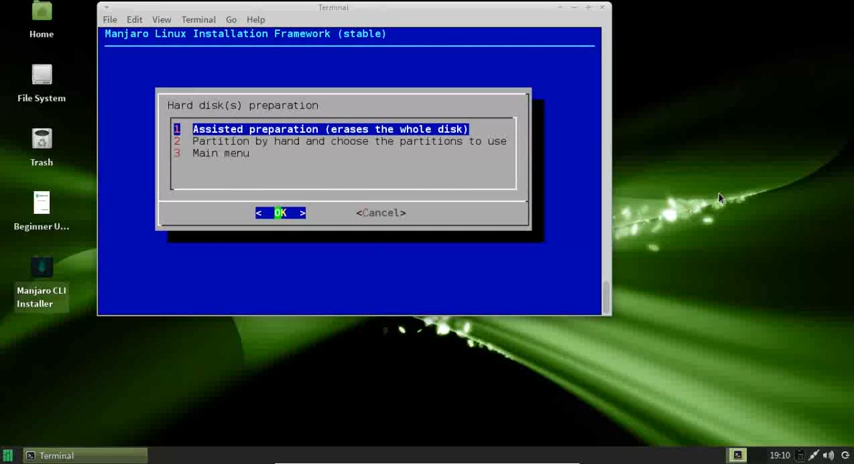 Home
File System
Trash
Beginner U...
Manjaro CLI
Installer
Terminal
File Edit View Terminal Go Help
Manjaro Linux Installation Framework (stable)
Hard disk(s) preparation
1 Assisted preparation (erases the whole disk)
2 Partition by hand and choose the partitions to use
3 Main menu
< OK > <Cancel>
Terminal
19:10